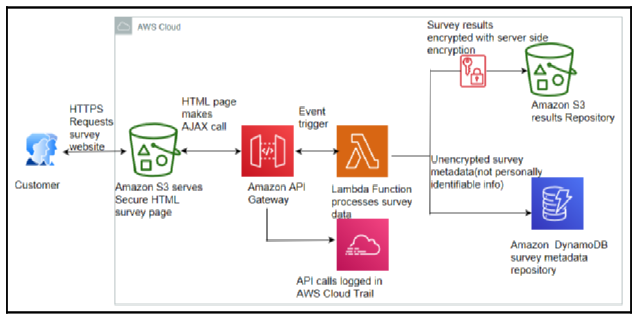 AWS Cloud
Survey results
encrypted with server side
encryption
Amazon S3
results Repository
HTTPS
Requests
survey
website
HTML page
makes
AJAX call
Event
trigger
Customer
Amazon S3 serves
Secure HTML
survey page
Amazon API
Gateway
Lambda Function
processes survey
data
Unencrypted survey
metadata(not personally
identifiable info)
Amazon DynamoDB
survey metadata
repository
API calls logged in
AWS Cloud Trail